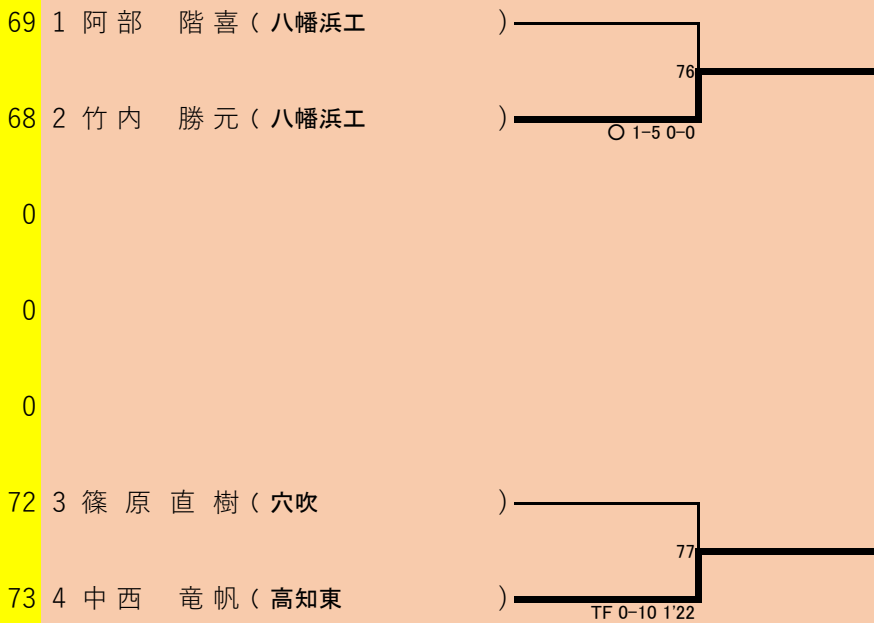 69 1 阿部 階喜 ( 八幡浜工 )
76
68 2 竹内 勝元 ( 八幡浜工 )
〇 1-5 0-0
0
0
0
72 3 篠原直樹 ( 穴吹 )
77
73 4 中西 竜帆 ( 高知東 )
TF 0-10 1'22